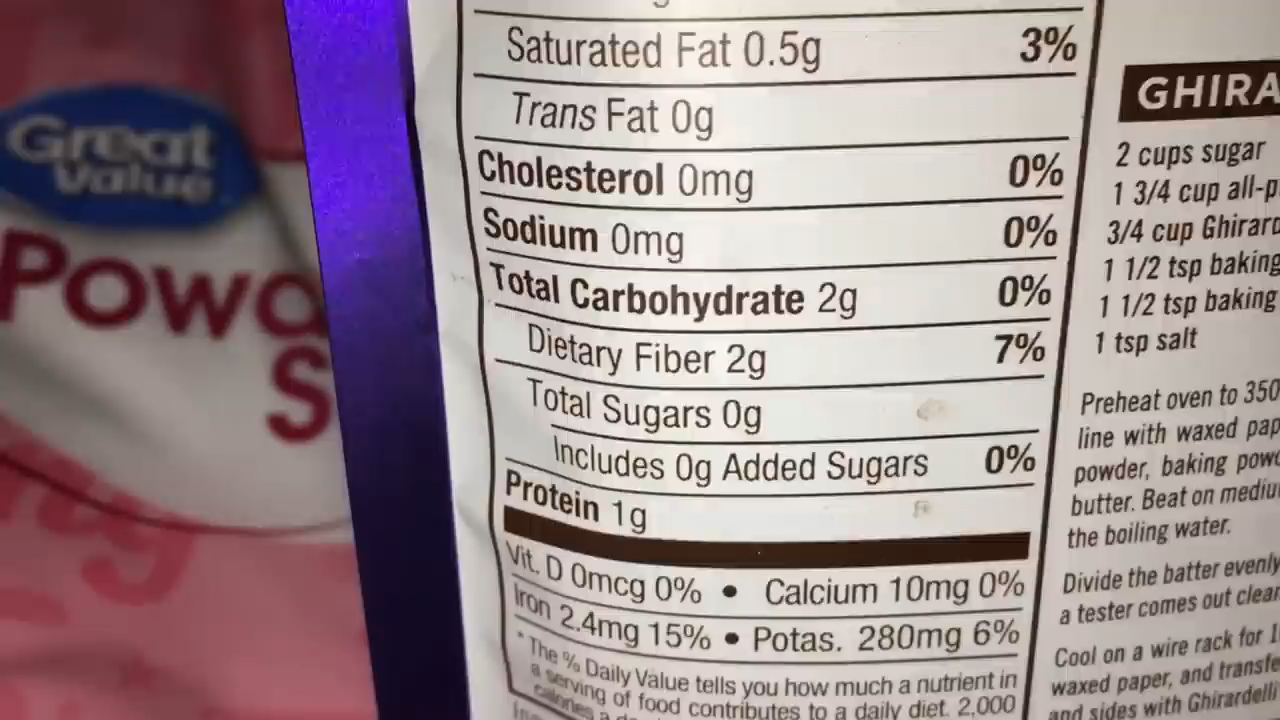 Great
Value
Powd
S
Saturated Fat 0.5g 3%
Trans Fat 0g
Cholesterol 0mg 0%
Sodium 0mg 0%
Total Carbohydrate 2g 0%
Dietary Fiber 2g 7%
Total Sugars 0g
Includes 0g Added Sugars 0%
Protein 1g
Vit. D 0mcg 0% • Calcium 10mg 0%
Iron 2.4mg 15% • Potas. 280mg 6%
* The % Daily Value tells you how much a nutrient in
a serving of food contributes to a daily diet. 2,000
calories a
GHIRA
2 cups sugar
1 3/4 cup all-p
3/4 cup Ghirard
1 1/2 tsp baking
1 1/2 tsp baking
1 tsp salt
Preheat oven to 350
line with waxed pap
powder, baking powd
butter. Beat on mediu
the boiling water.
Divide the batter evenly
a tester comes out clean
Cool on a wire rack for 1
waxed paper, and transfe
and sides with Ghirardelli